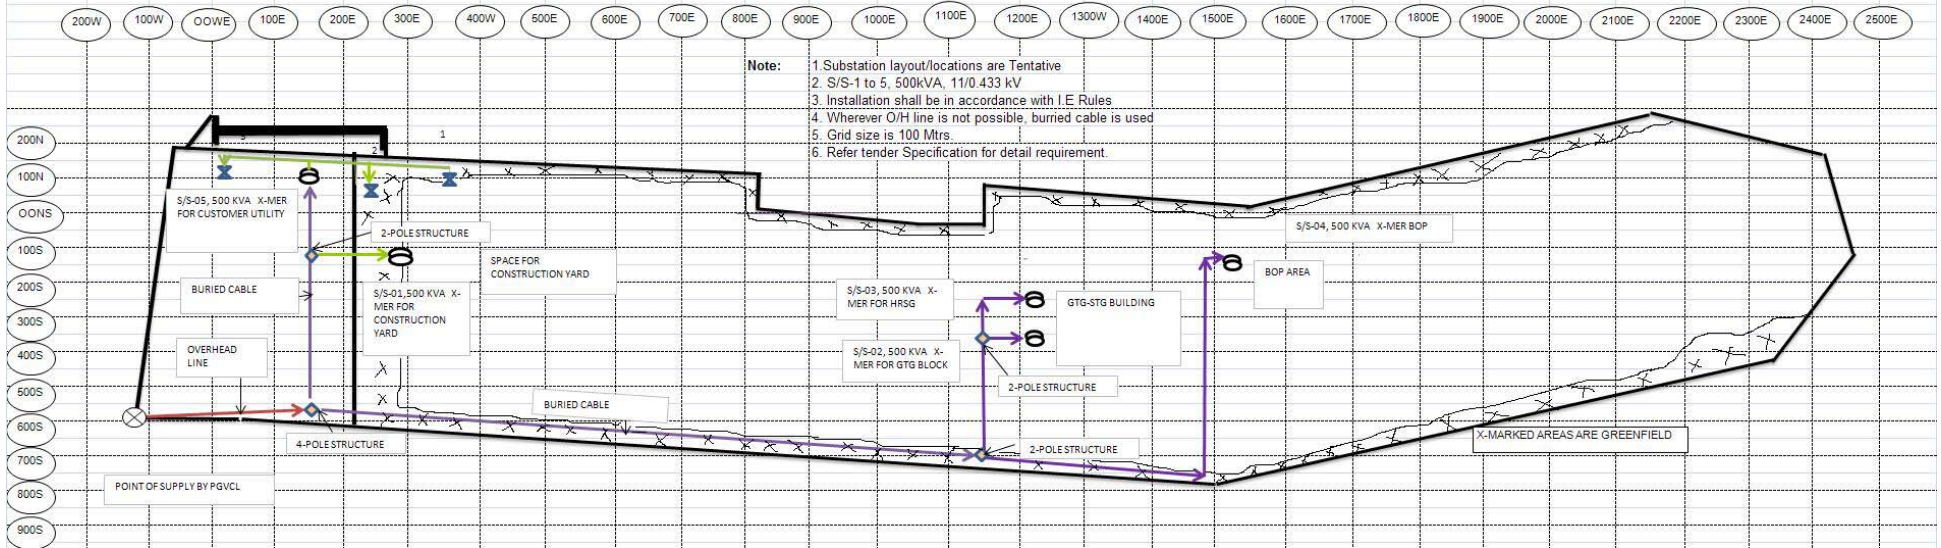 200W 100W OOWE 100E 200E 300E 400W 500E 600E 700E 800E 900E 1000E 1100E 1200E 1300W 1400E 1500E 1600E 1700E 1800E 1900E 2000E 2100E 2200E 2300E 2400E 2500E
Note: 1.Substation layout/locations are Tentative
2. S/S-1 to 5, 500kVA, 11/0.433 kV
3. Installation shall be in accordance with I.E Rules
4. Wherever O/H line is not possible, burried cable is used
5. Grid size is 100 Mtrs.
6. Refer tender Specification for detail requirement.
200N
100N
OONS
100S
200S
300S
400S
500S
600S
700S
800S
900S
3
2
1
S/S-05, 500 KVA X-MER
FOR CUSTOMER UTILITY
2-POLE STRUCTURE
SPACE FOR
CONSTRUCTION YARD
BURIED CABLE
S/S-01,500 KVA X-
MER FOR
CONSTRUCTION
YARD
OVERHEAD
LINE
4-POLE STRUCTURE
POINT OF SUPPLY BY PGVCL
BURIED CABLE
S/S-03, 500 KVA X-
MER FOR HRSG
S/S-02, 500 KVA X-
MER FOR GTG BLOCK
GTG-STG BUILDING
2-POLE STRUCTURE
2-POLE STRUCTURE
S/S-04, 500 KVA X-MER BOP
BOP AREA
X-MARKED AREAS ARE GREENFIELD